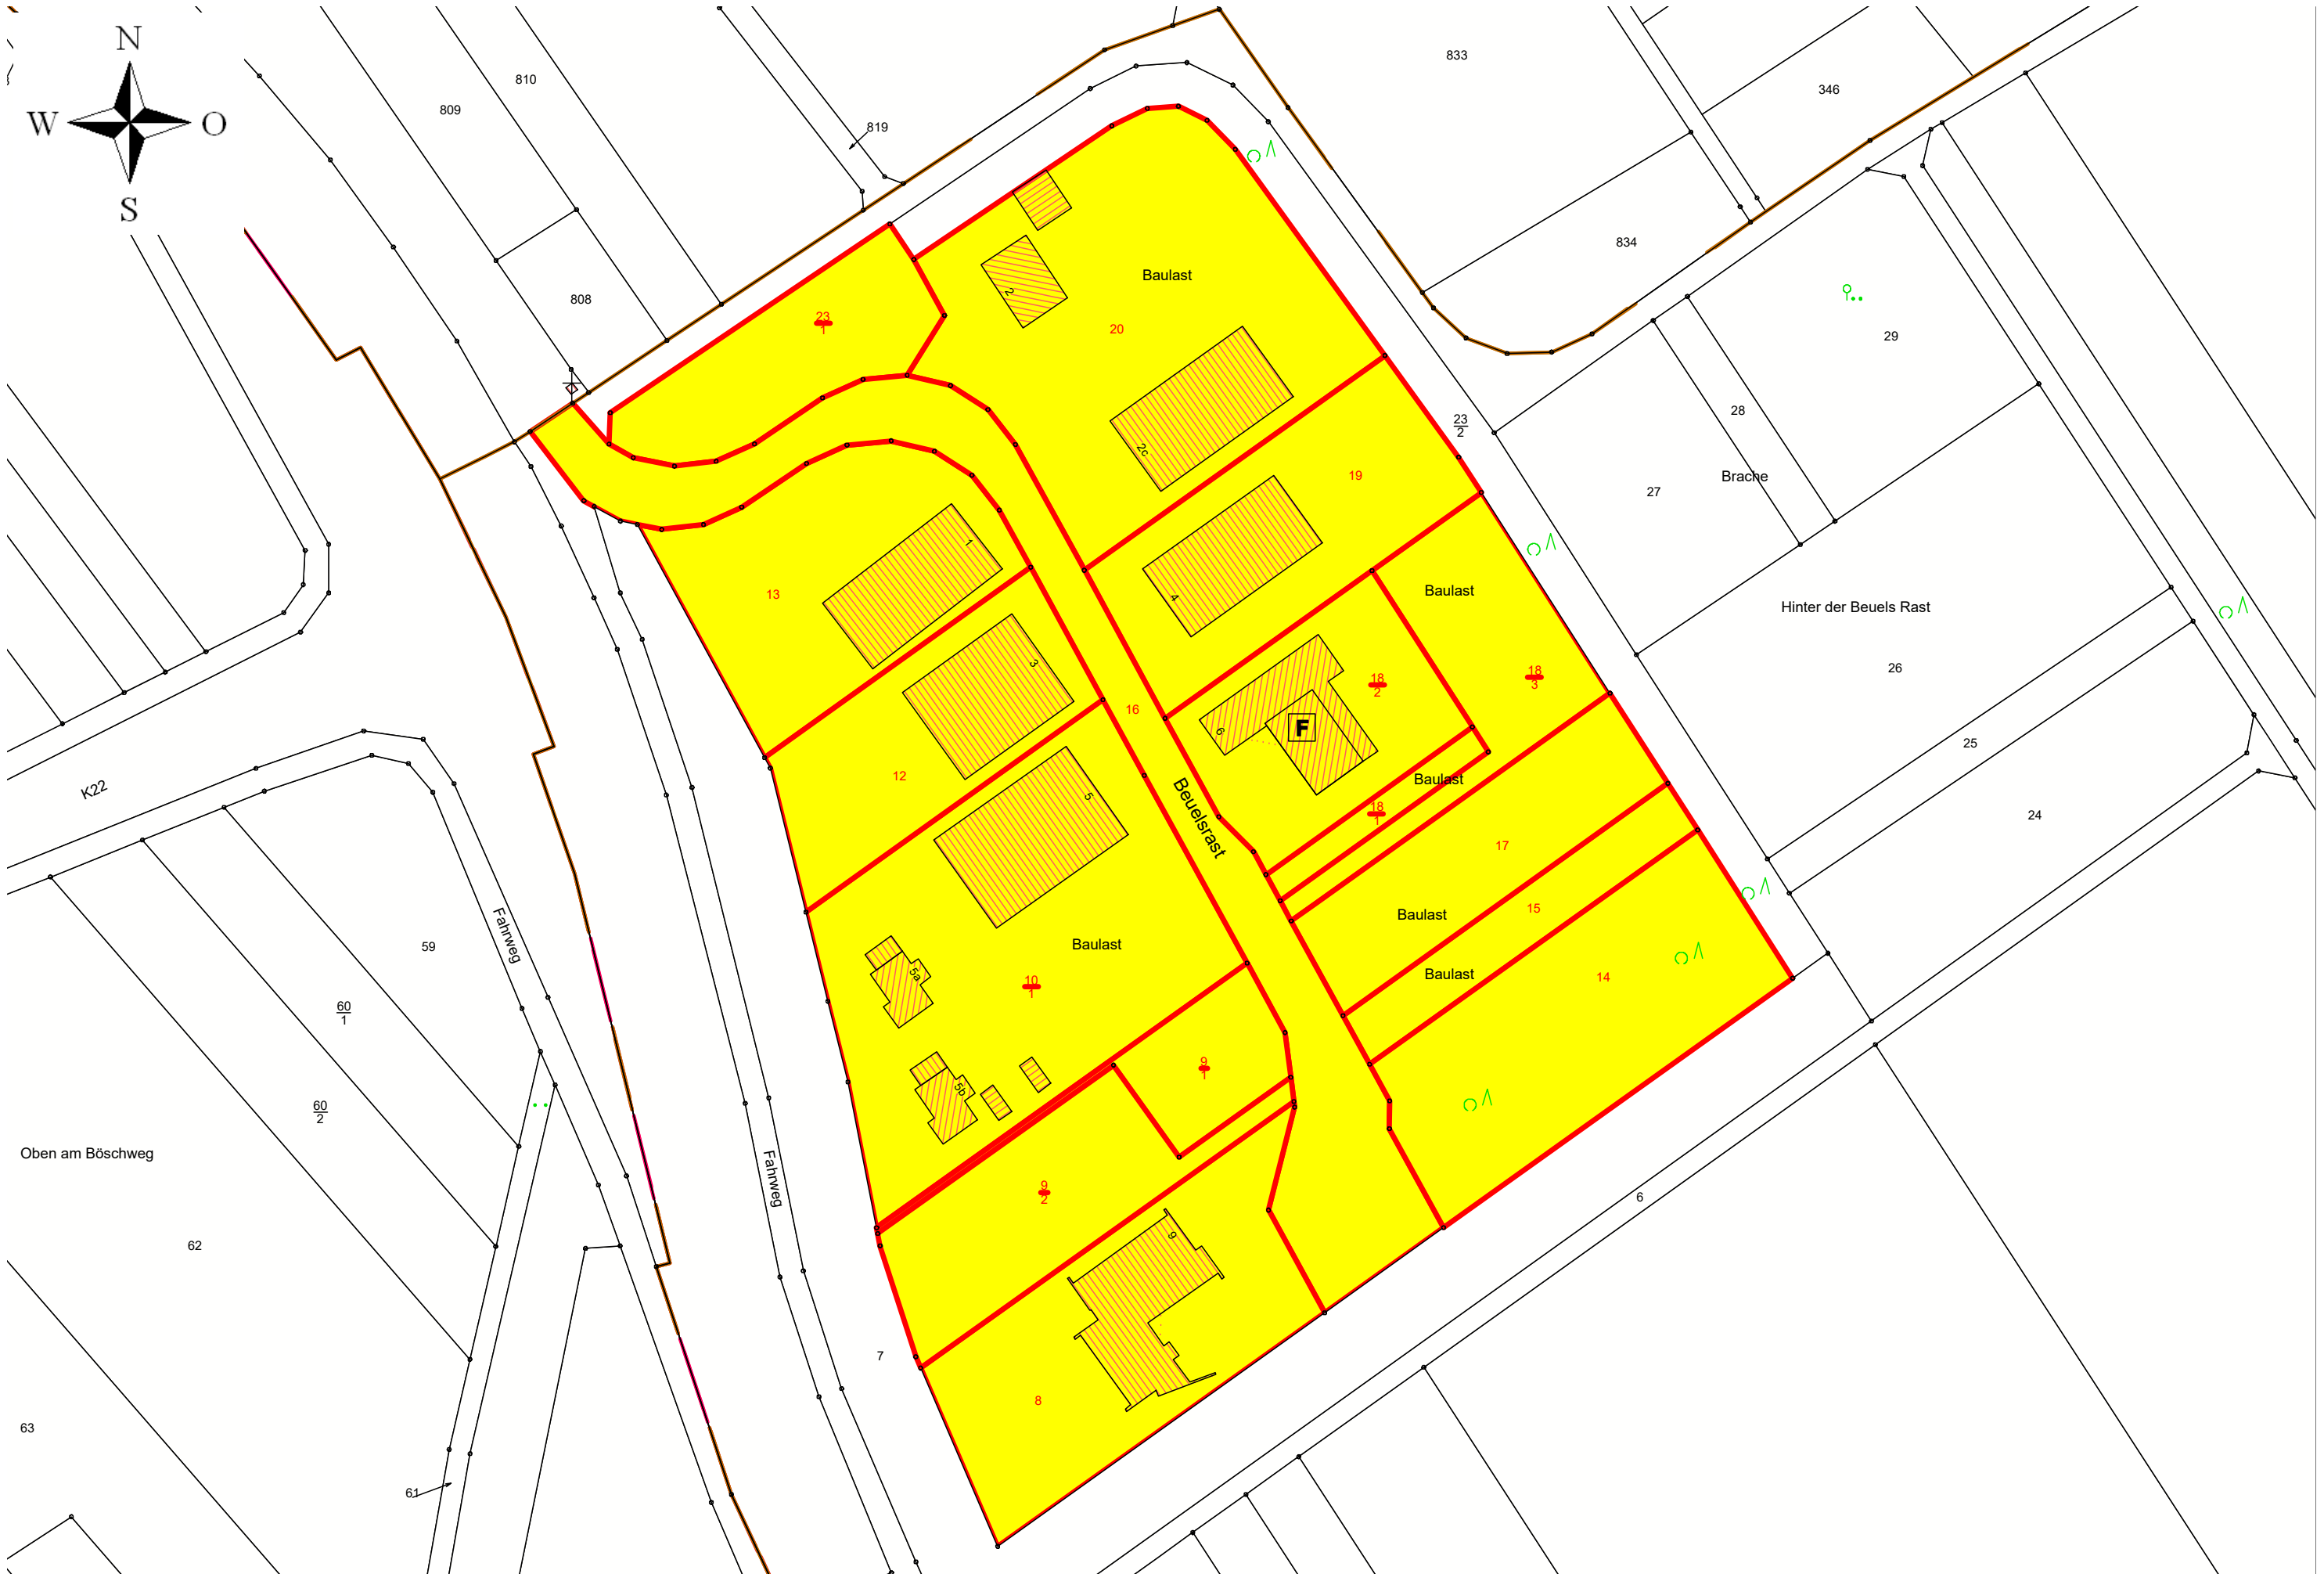 N
W
O
S
809
810
819
833
346
834
808
23
1
2
Baulast
20
2c
19
23
2
29
28
Brache
27
Hinter der Beuels Rast
26
25
24
13
1
4
Baulast
3
18
2
18
3
16
6
F
12
5
Baulast
18
1
17
Beuelsrast
K22
Fahrweg
59
Baulast
15
Baulast
Baulast
14
5a
10
1
60
1
60
2
5b
9
1
Oben am Böschweg
62
Fahrweg
9
2
6
9
7
8
63
61